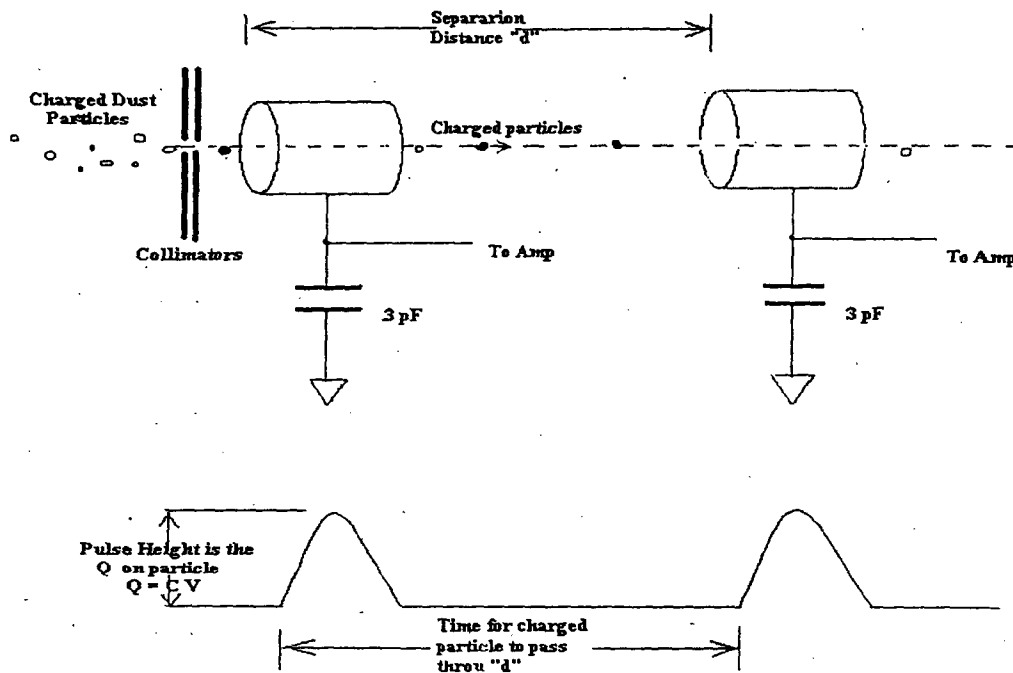 Separarion
Distance "d"
Charged Dust
Particles
Charged particles
Collimators
To Amp
To Amp
.3 pF
3 pF
Pulse Height is the
Q on particle
Q = C V
Time for charged
particle to pass
throu "d"